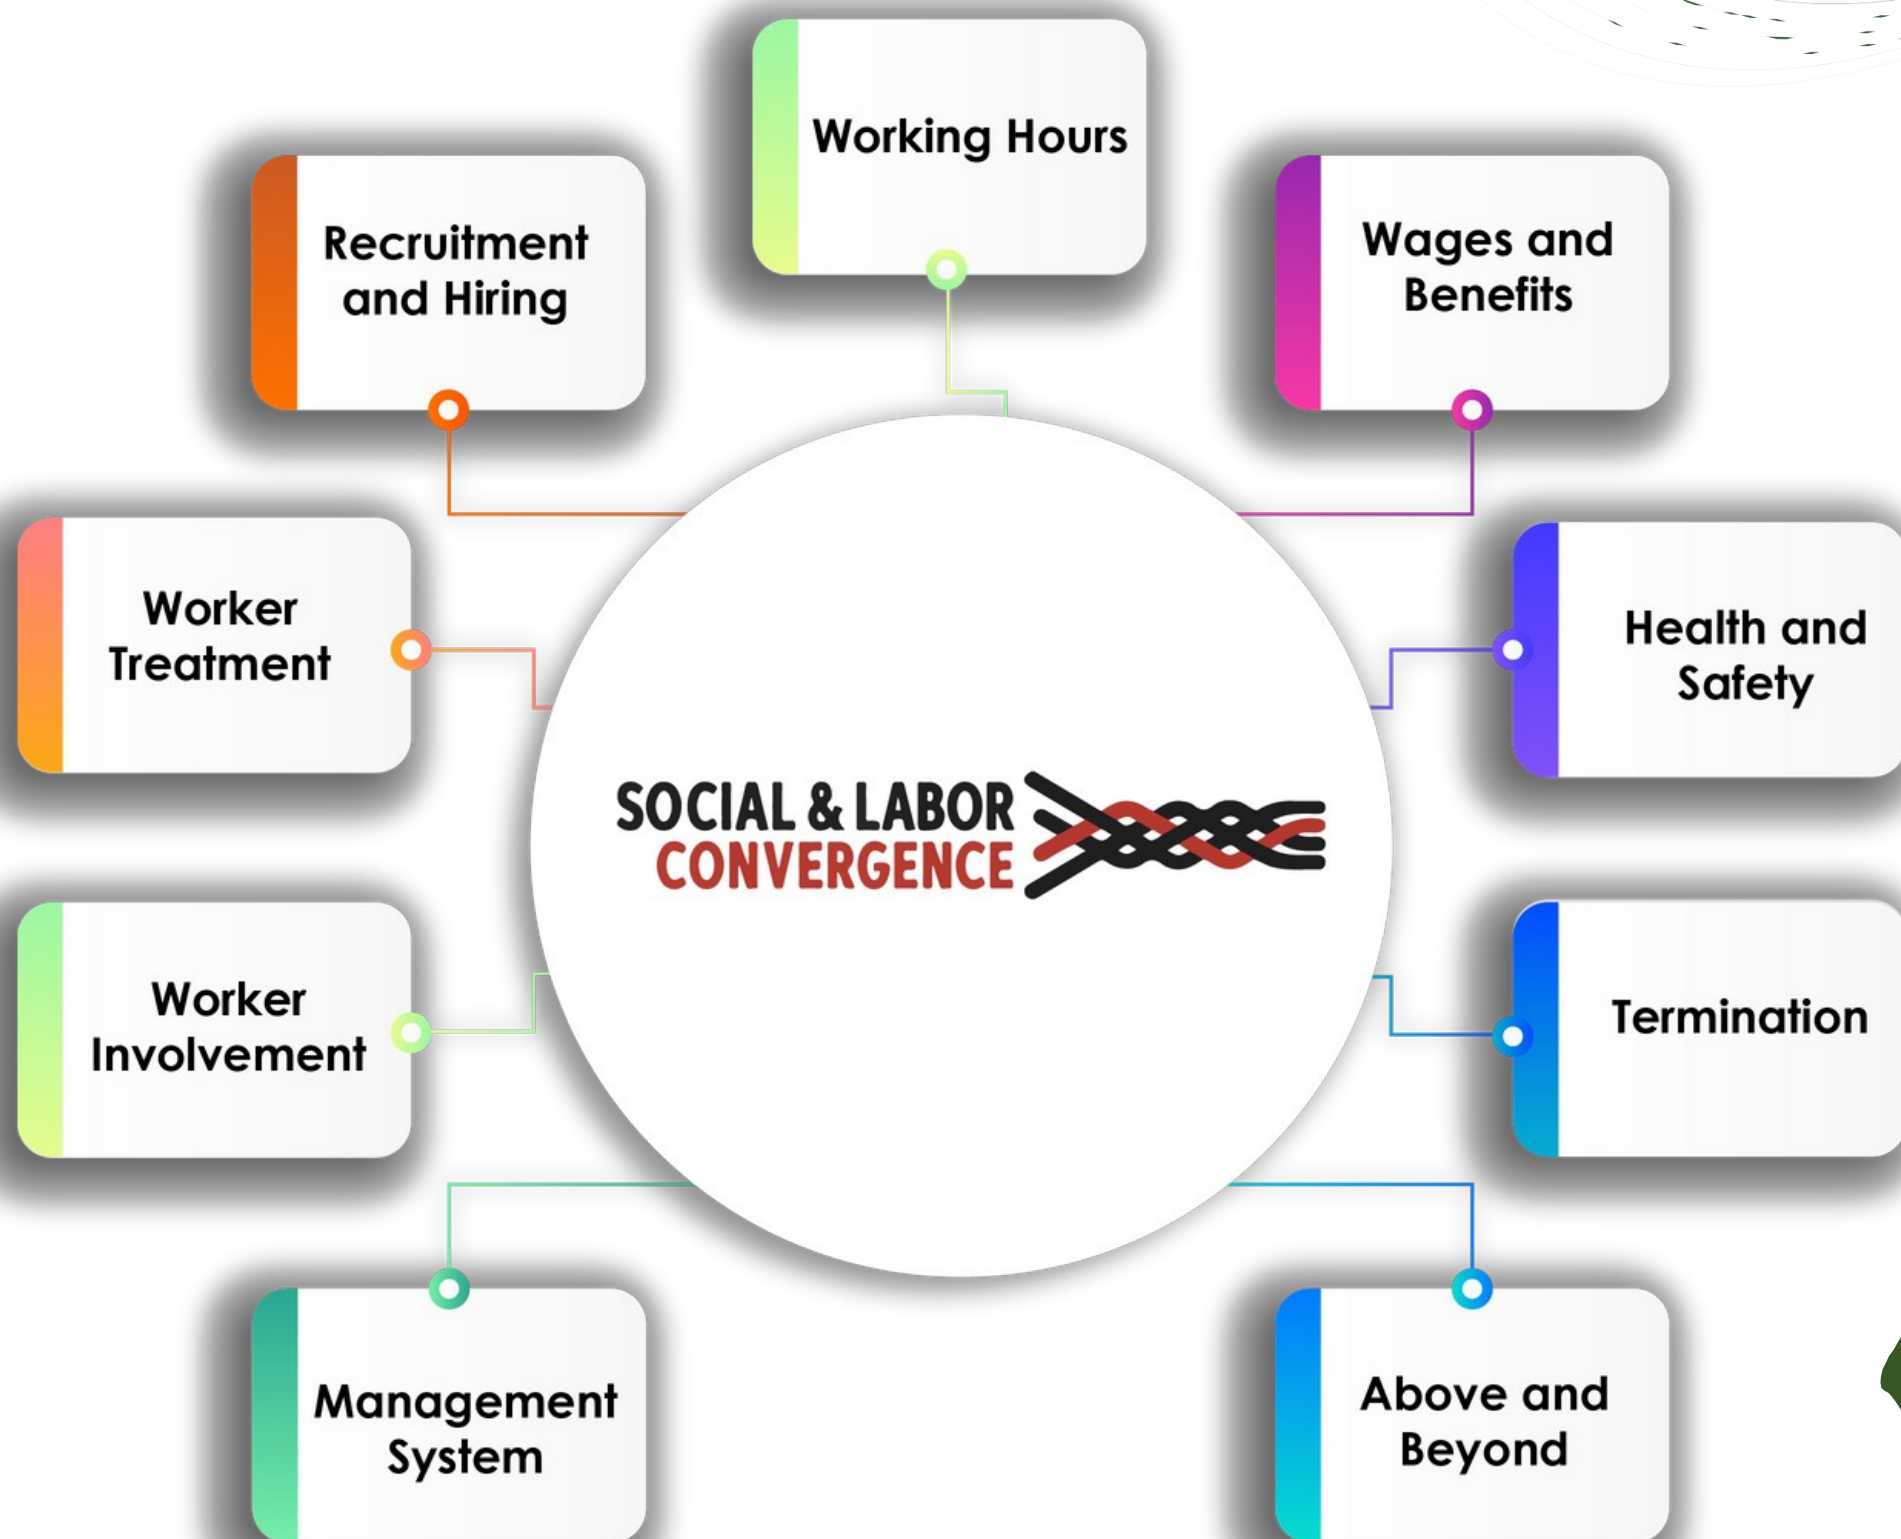 Working Hours
Recruitment
and Hiring
Wages and
Benefits
Worker
Treatment
Health and
Safety
SOCIAL & LABOR
CONVERGENCE
Worker
Involvement
Termination
Management
System
Above and
Beyond